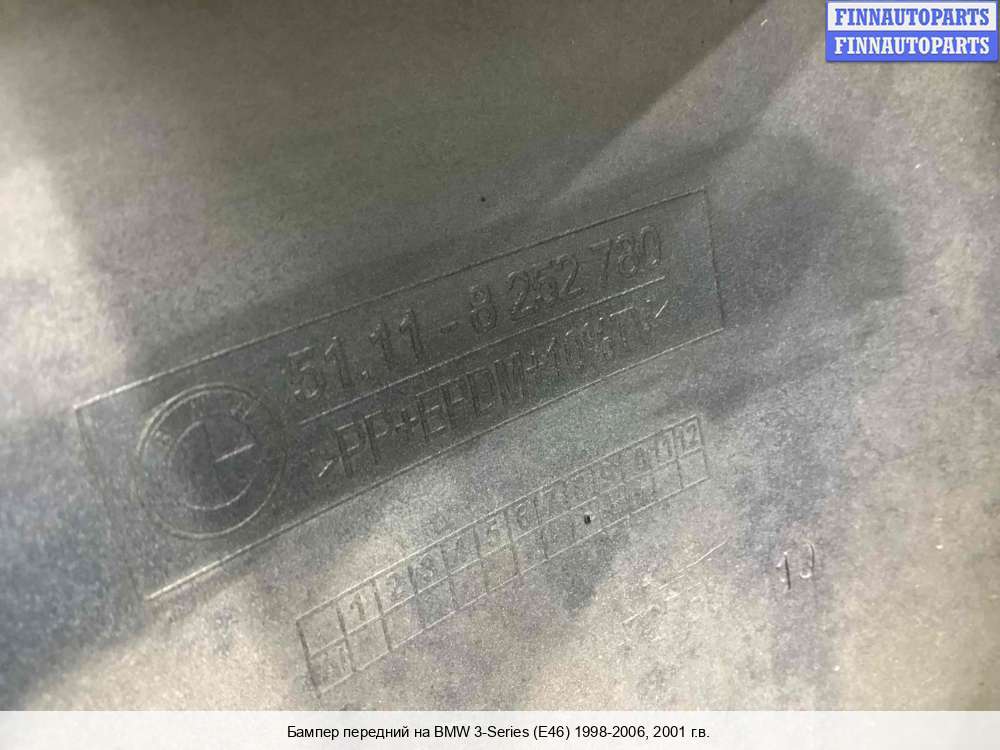 FINNAUTOPARTS
FINNAUTOPARTS
51.11 - 8 252 780
>PP+EPDM+10%TV<
1 2 3 4 5 6 7 8 9 10 11 12
10
Бампер передний на BMW 3-Series (E46) 1998-2006, 2001 г.в.